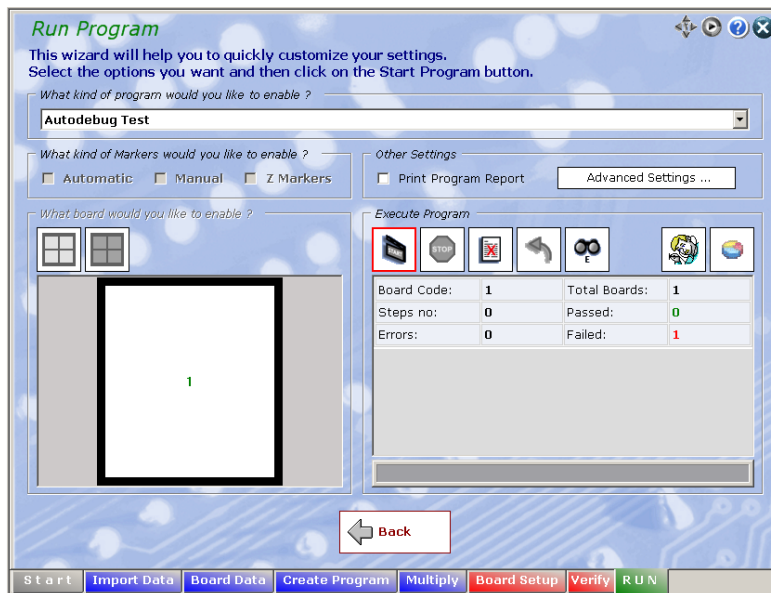 Run Program
This wizard will help you to quickly customize your settings.
Select the options you want and then click on the Start Program button.
What kind of program would you like to enable ?
Autodebug Test
What kind of Markers would you like to enable ?
Automatic Manual Z Markers
Other Settings
Print Program Report Advanced Settings ...
What board would you like to enable ?
1
Execute Program
START STOP E
Board Code: 1 Total Boards: 1
Steps no: 0 Passed: 0
Errors: 0 Failed: 1
Back
Start Import Data Board Data Create Program Multiply Board Setup Verify RUN